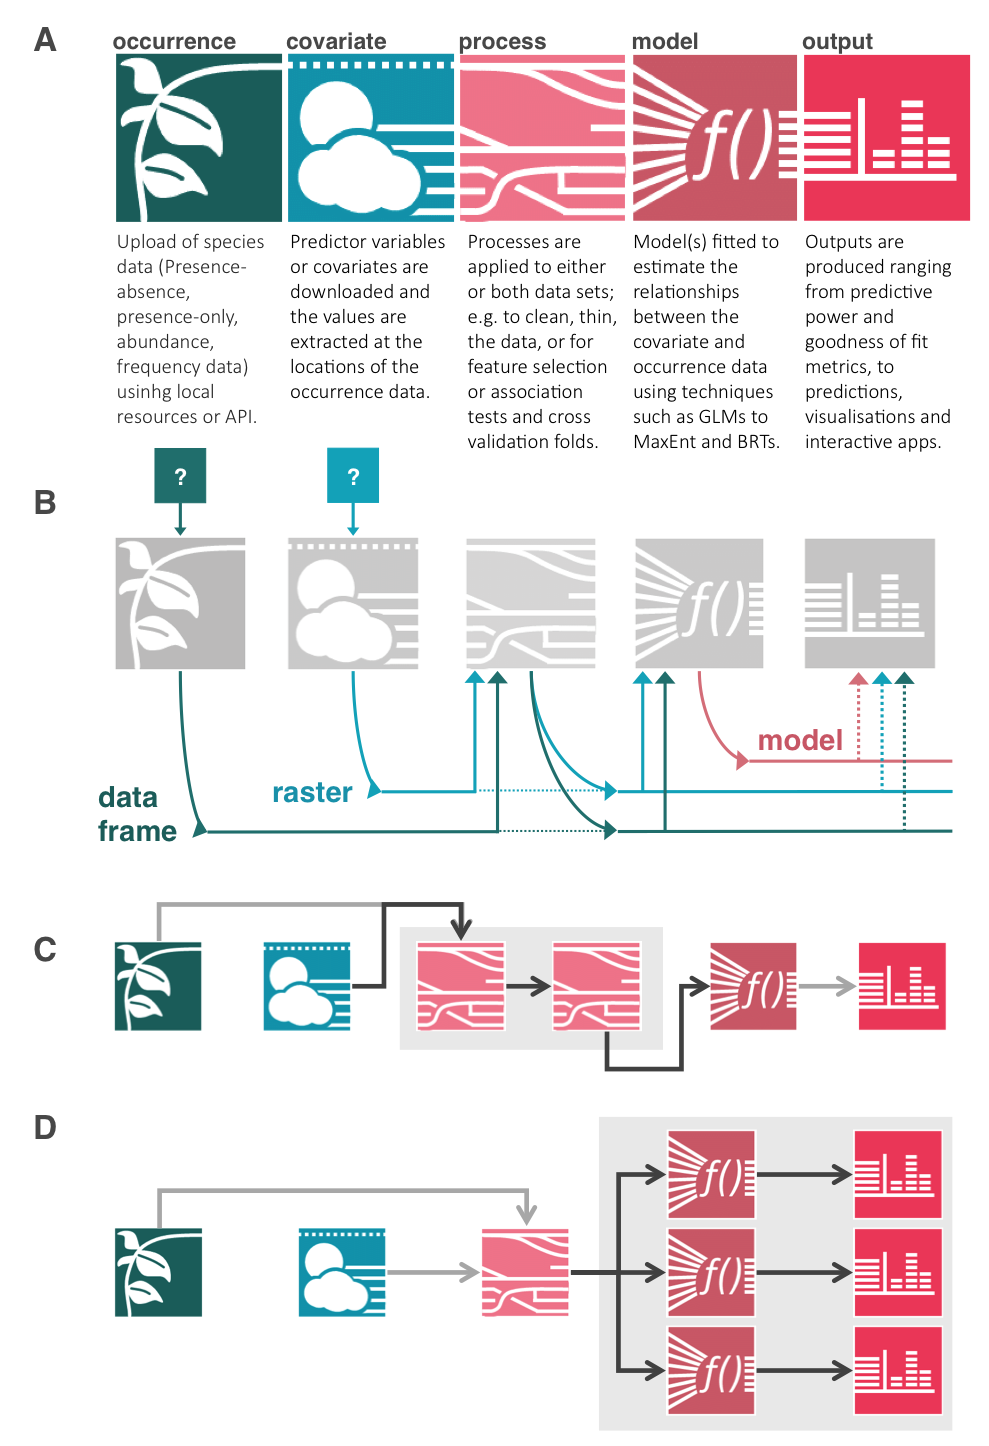 A
occurrence
covariate
process
model
output
f()
Upload of species
data (Presence-
absence,
presence-only,
abundance,
frequency data)
usinhg local
resources or API.
Predictor variables
or covariates are
downloaded and
the values are
extracted at the
locations of the
occurrence data.
Processes are
applied to either
or both data sets;
e.g. to clean, thin,
the data, or for
feature selection
or association
tests and cross
validation folds.
Model(s) fitted to
estimate the
relationships
between the
covariate and
occurrence data
using techniques
such as GLMs to
MaxEnt and BRTs.
Outputs are
produced ranging
from predictive
power and
goodness of fit
metrics, to
predictions,
visualisations and
interactive apps.
B
?
?
f()
model
raster
data
frame
C
f()
D
f()
f()
f()